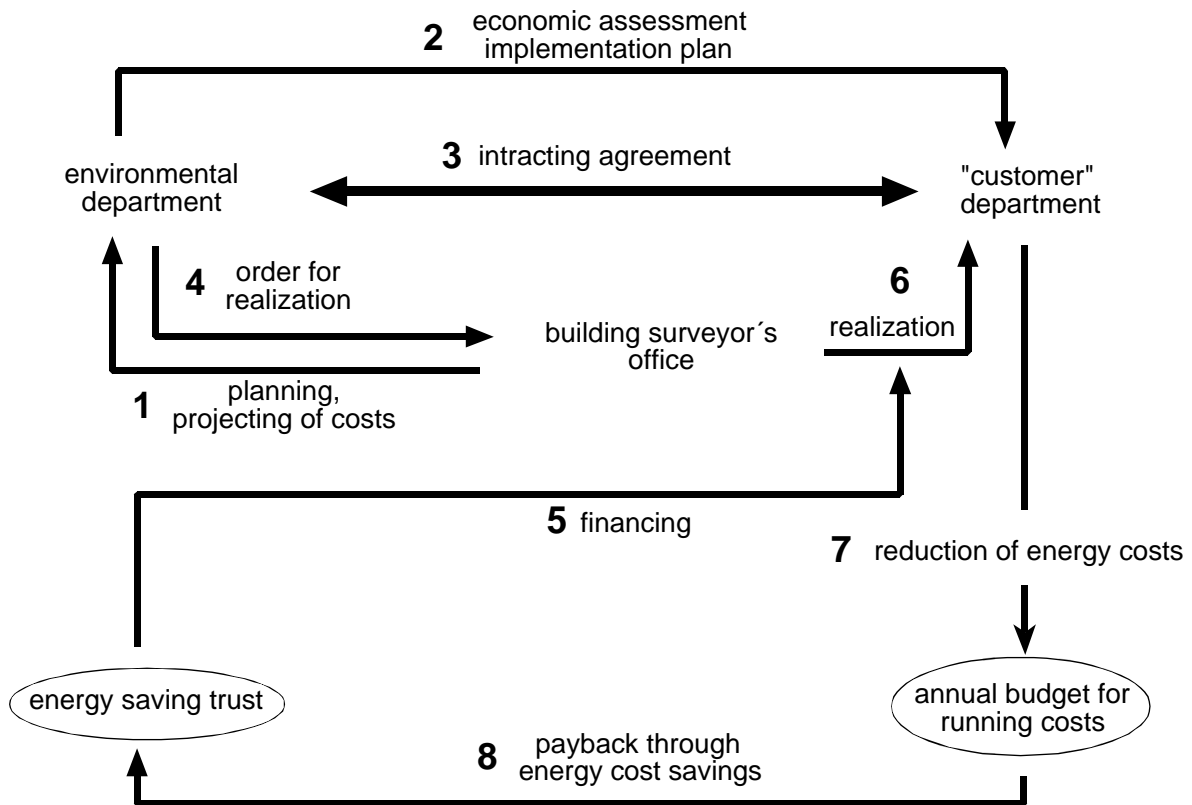 2 economic assessment
implementation plan
3 intracting agreement
environmental
department
"customer"
department
4 order for
realization
6
realization
building surveyor´s
office
1 planning,
projecting of costs
5 financing
7 reduction of energy costs
energy saving trust
annual budget for
running costs
8 payback through
energy cost savings